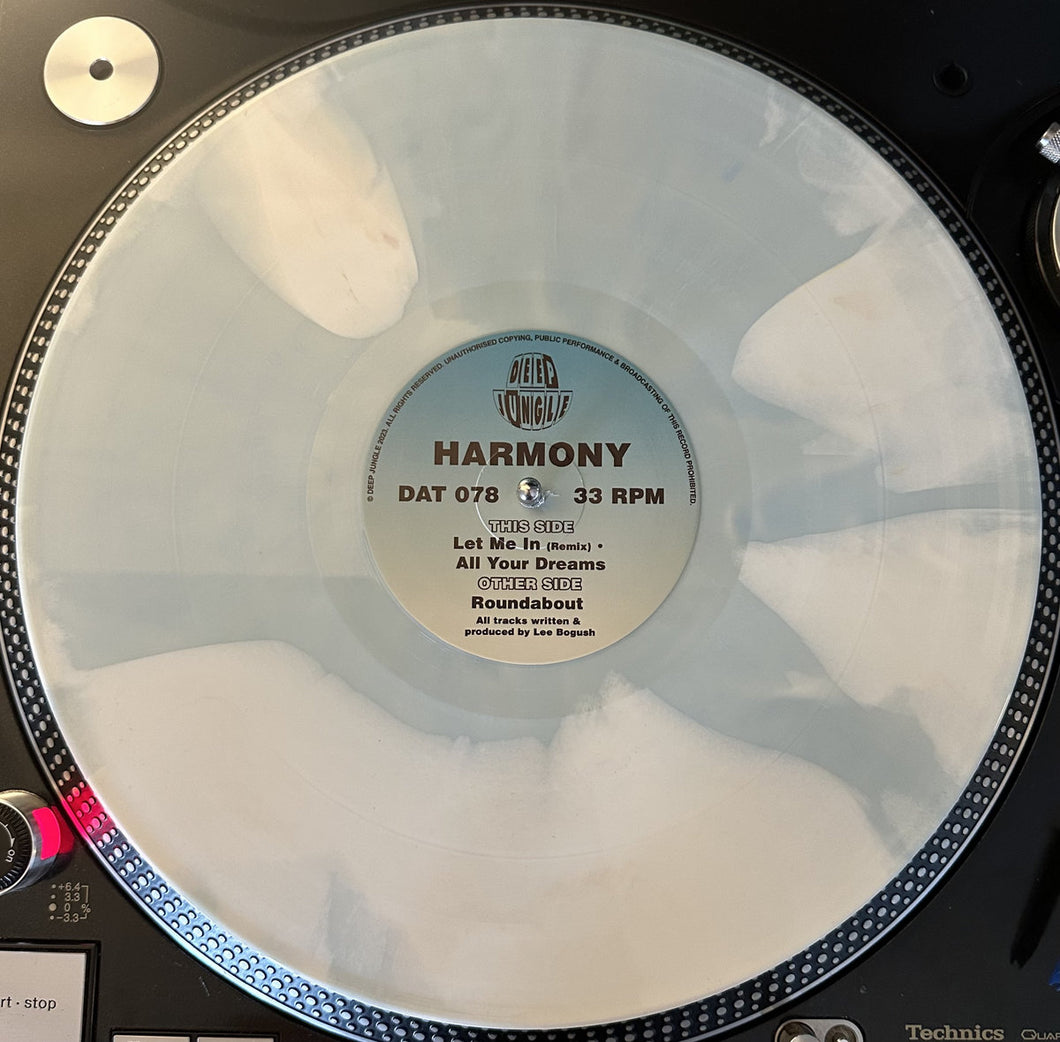 © DEEP JUNGLE 2023. ALL RIGHTS RESERVED. UNAUTHORISED COPYING, PUBLIC PERFORMANCE & BROADCASTING OF THIS RECORD PROHIBITED.
DEEP
JUNGLE
HARMONY
DAT 078 33 RPM
THIS SIDE
Let Me In (Remix) •
All Your Dreams
OTHER SIDE
Roundabout
All tracks written &
produced by Lee Bogush
on
+6.4
3.3
0 %
-3.3
rt · stop
Technics